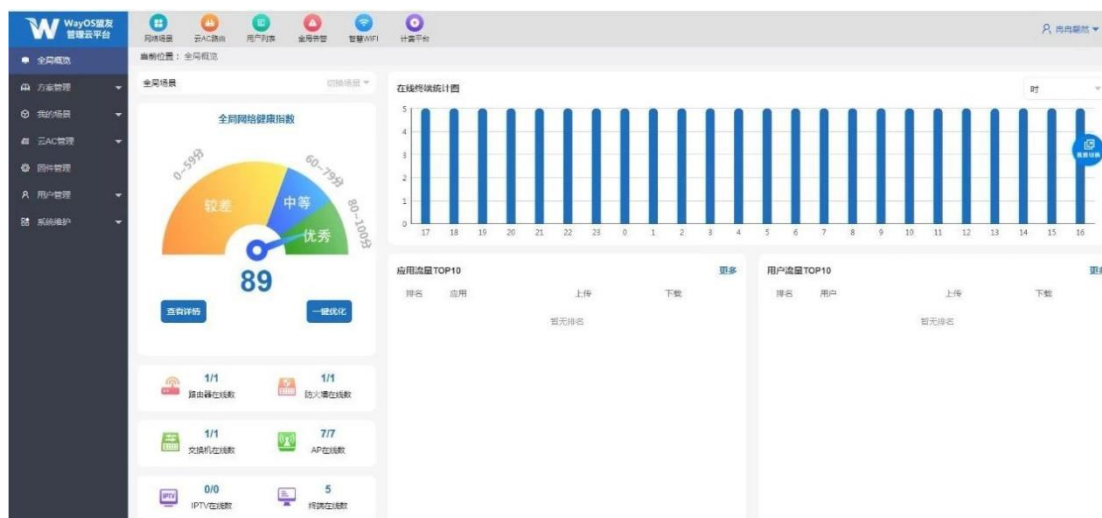 WayOS盟友
管理云平台
网络场景
云AC路由
用户列表
全局告警
智慧WIFI
计费平台
当前位置：全局概览
全局概览
方案管理
我的场景
云AC管理
固件管理
用户管理
系统维护
全局场景
切换场景
全局网络健康指数
0~59分
60~79分
80~100分
较差
中等
优秀
89
查看详情
一键优化
1/1
路由器在线数
1/1
防火墙在线数
1/1
交换机在线数
7/7
AP在线数
0/0
IPTV
IPTV在线数
5
终端在线数
在线终端统计图
时
5
4
3
2
1
0
17 18 19 20 21 22 23 0 1 2 3 4 5 6 7 8 9 10 11 12 13 14 15 16
应用流量TOP10
更多
排名 应用 上传 下载
暂无排名
用户流量TOP10
更多
排名 用户 上传 下载
暂无排名